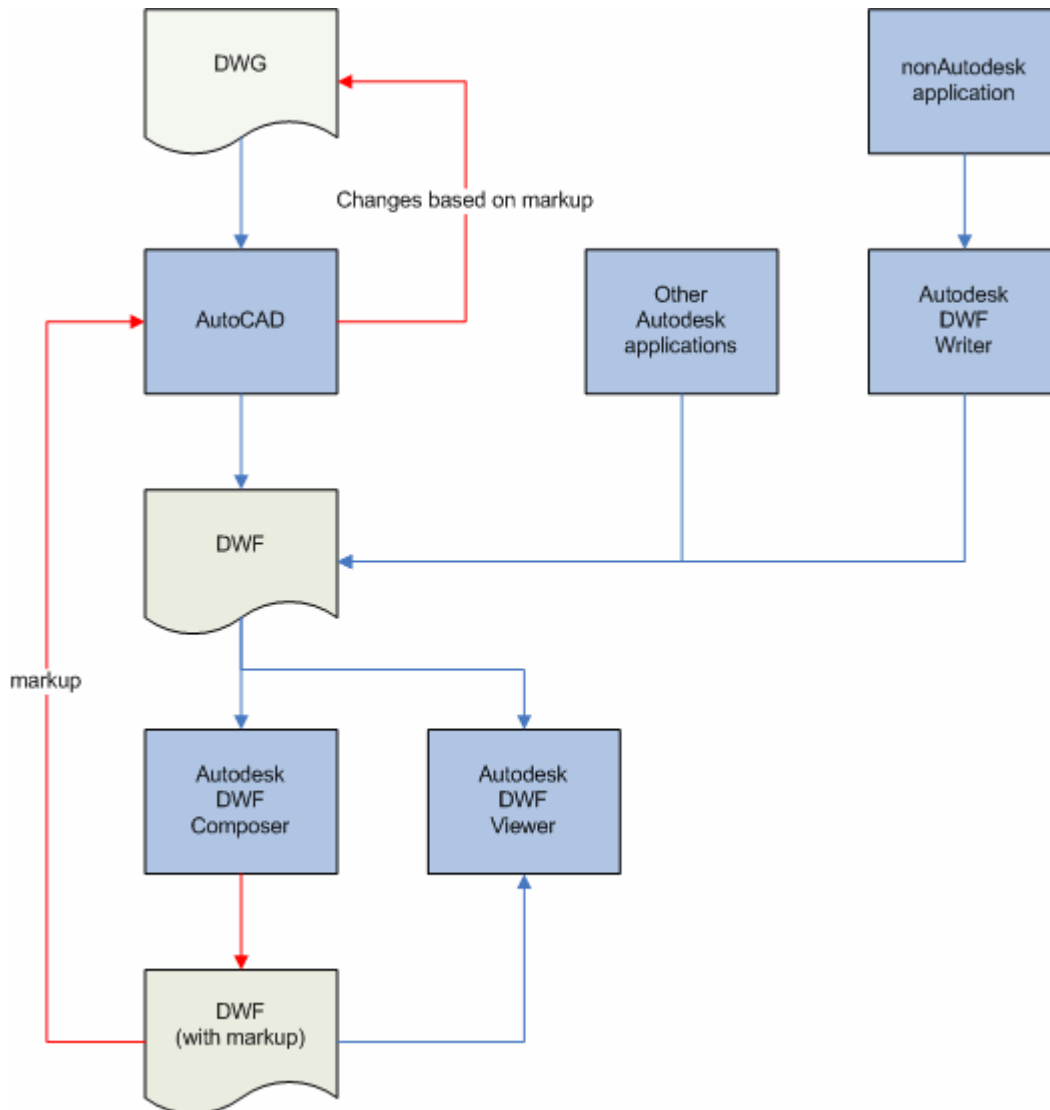 DWG
nonAutodesk
application
Changes based on markup
AutoCAD
Other
Autodesk
applications
Autodesk
DWF
Writer
DWF
markup
Autodesk
DWF
Composer
Autodesk
DWF
Viewer
DWF
(with markup)